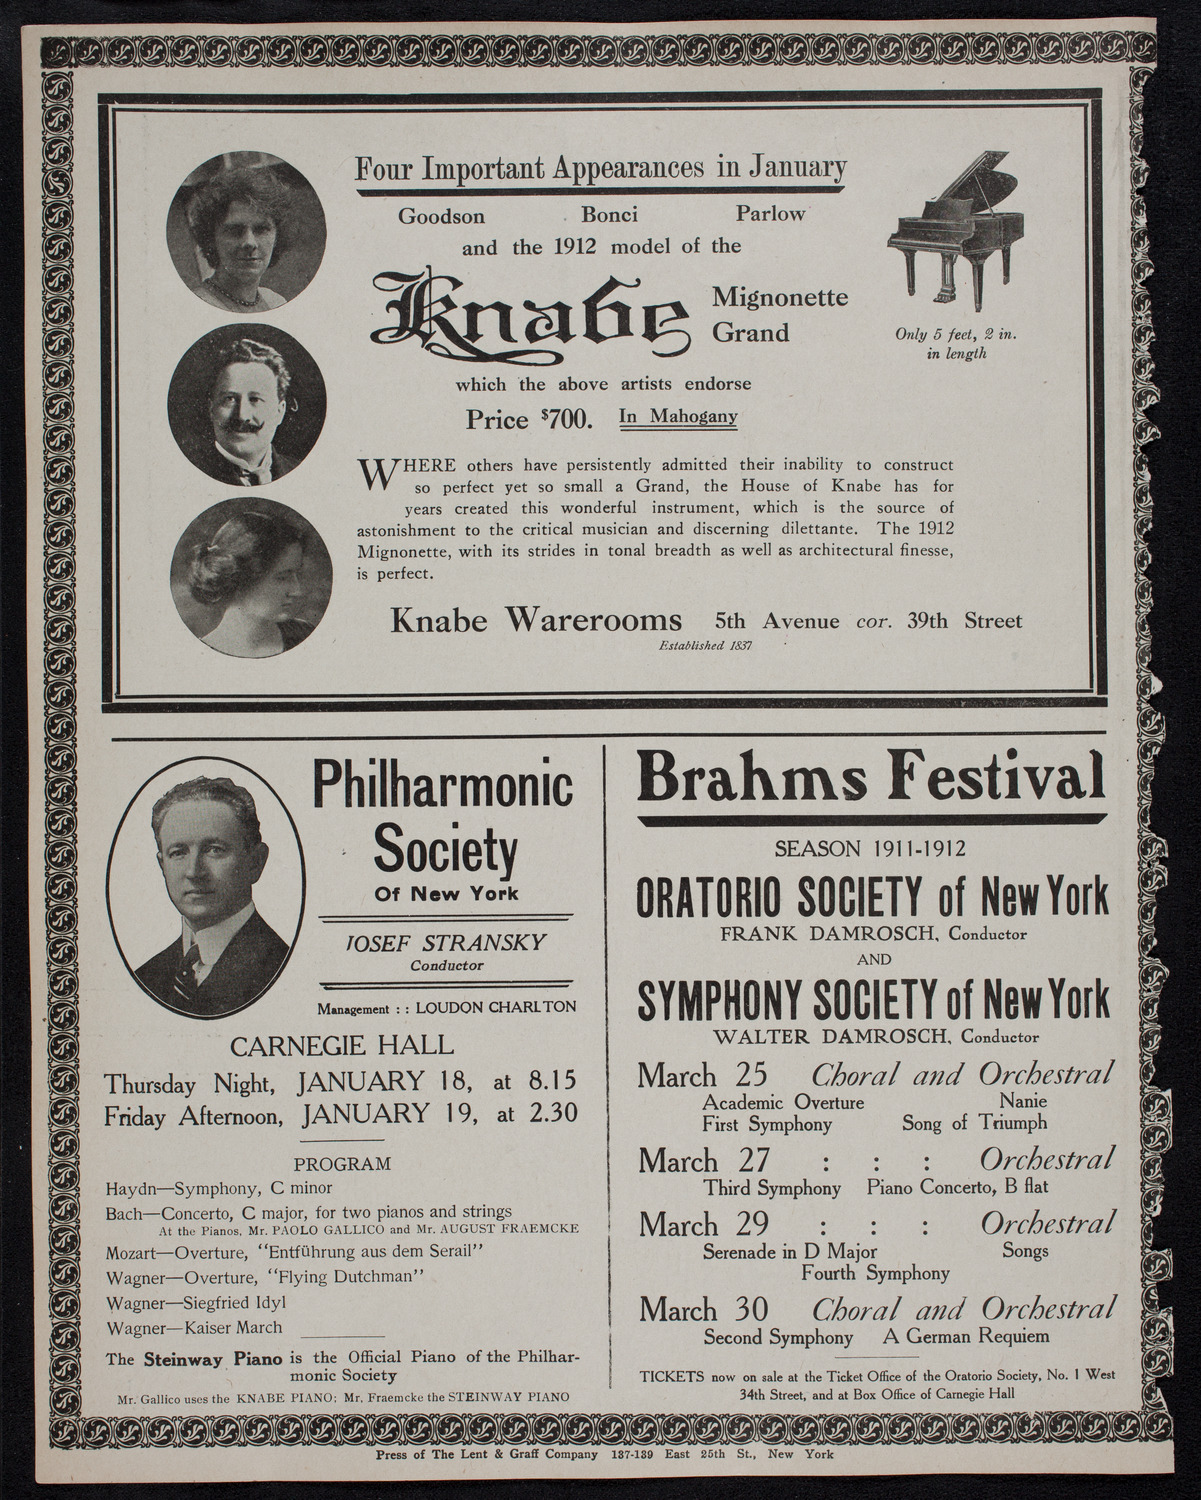 Four Important Appearances in January
Goodson Bonci Parlow
and the 1912 model of the
Knabe Mignonette Grand
Only 5 feet, 2 in.
in length
which the above artists endorse
Price $700. In Mahogany
WHERE others have persistently admitted their inability to construct
so perfect yet so small a Grand, the House of Knabe has for
years created this wonderful instrument, which is the source of
astonishment to the critical musician and discerning dilettante. The 1912
Mignonette, with its strides in tonal breadth as well as architectural finesse,
is perfect.
Knabe Warerooms 5th Avenue cor. 39th Street
Established 1837
Philharmonic
Society
Of New York
JOSEF STRANSKY
Conductor
Management : : LOUDON CHARLTON
CARNEGIE HALL
Thursday Night, JANUARY 18, at 8.15
Friday Afternoon, JANUARY 19, at 2.30
PROGRAM
Haydn—Symphony, C minor
Bach—Concerto, C major, for two pianos and strings
At the Pianos, Mr. PAOLO GALLICO and Mr. AUGUST FRAEMCKE
Mozart—Overture, "Entführung aus dem Serail"
Wagner—Overture, "Flying Dutchman"
Wagner—Siegfried Idyl
Wagner—Kaiser March
The Steinway Piano is the Official Piano of the Philhar-
monic Society
Mr. Gallico uses the KNABE PIANO; Mr. Fraemcke the STEINWAY PIANO
Brahms Festival
SEASON 1911-1912
ORATORIO SOCIETY of New York
FRANK DAMROSCH, Conductor
AND
SYMPHONY SOCIETY of New York
WALTER DAMROSCH, Conductor
March 25 Choral and Orchestral
Academic Overture Nanie
First Symphony Song of Triumph
March 27 : : : Orchestral
Third Symphony Piano Concerto, B flat
March 29 : : : Orchestral
Serenade in D Major Songs
Fourth Symphony
March 30 Choral and Orchestral
Second Symphony A German Requiem
TICKETS now on sale at the Ticket Office of the Oratorio Society, No. 1 West
34th Street, and at Box Office of Carnegie Hall
Press of The Lent & Graff Company 137-139 East 25th St., New York